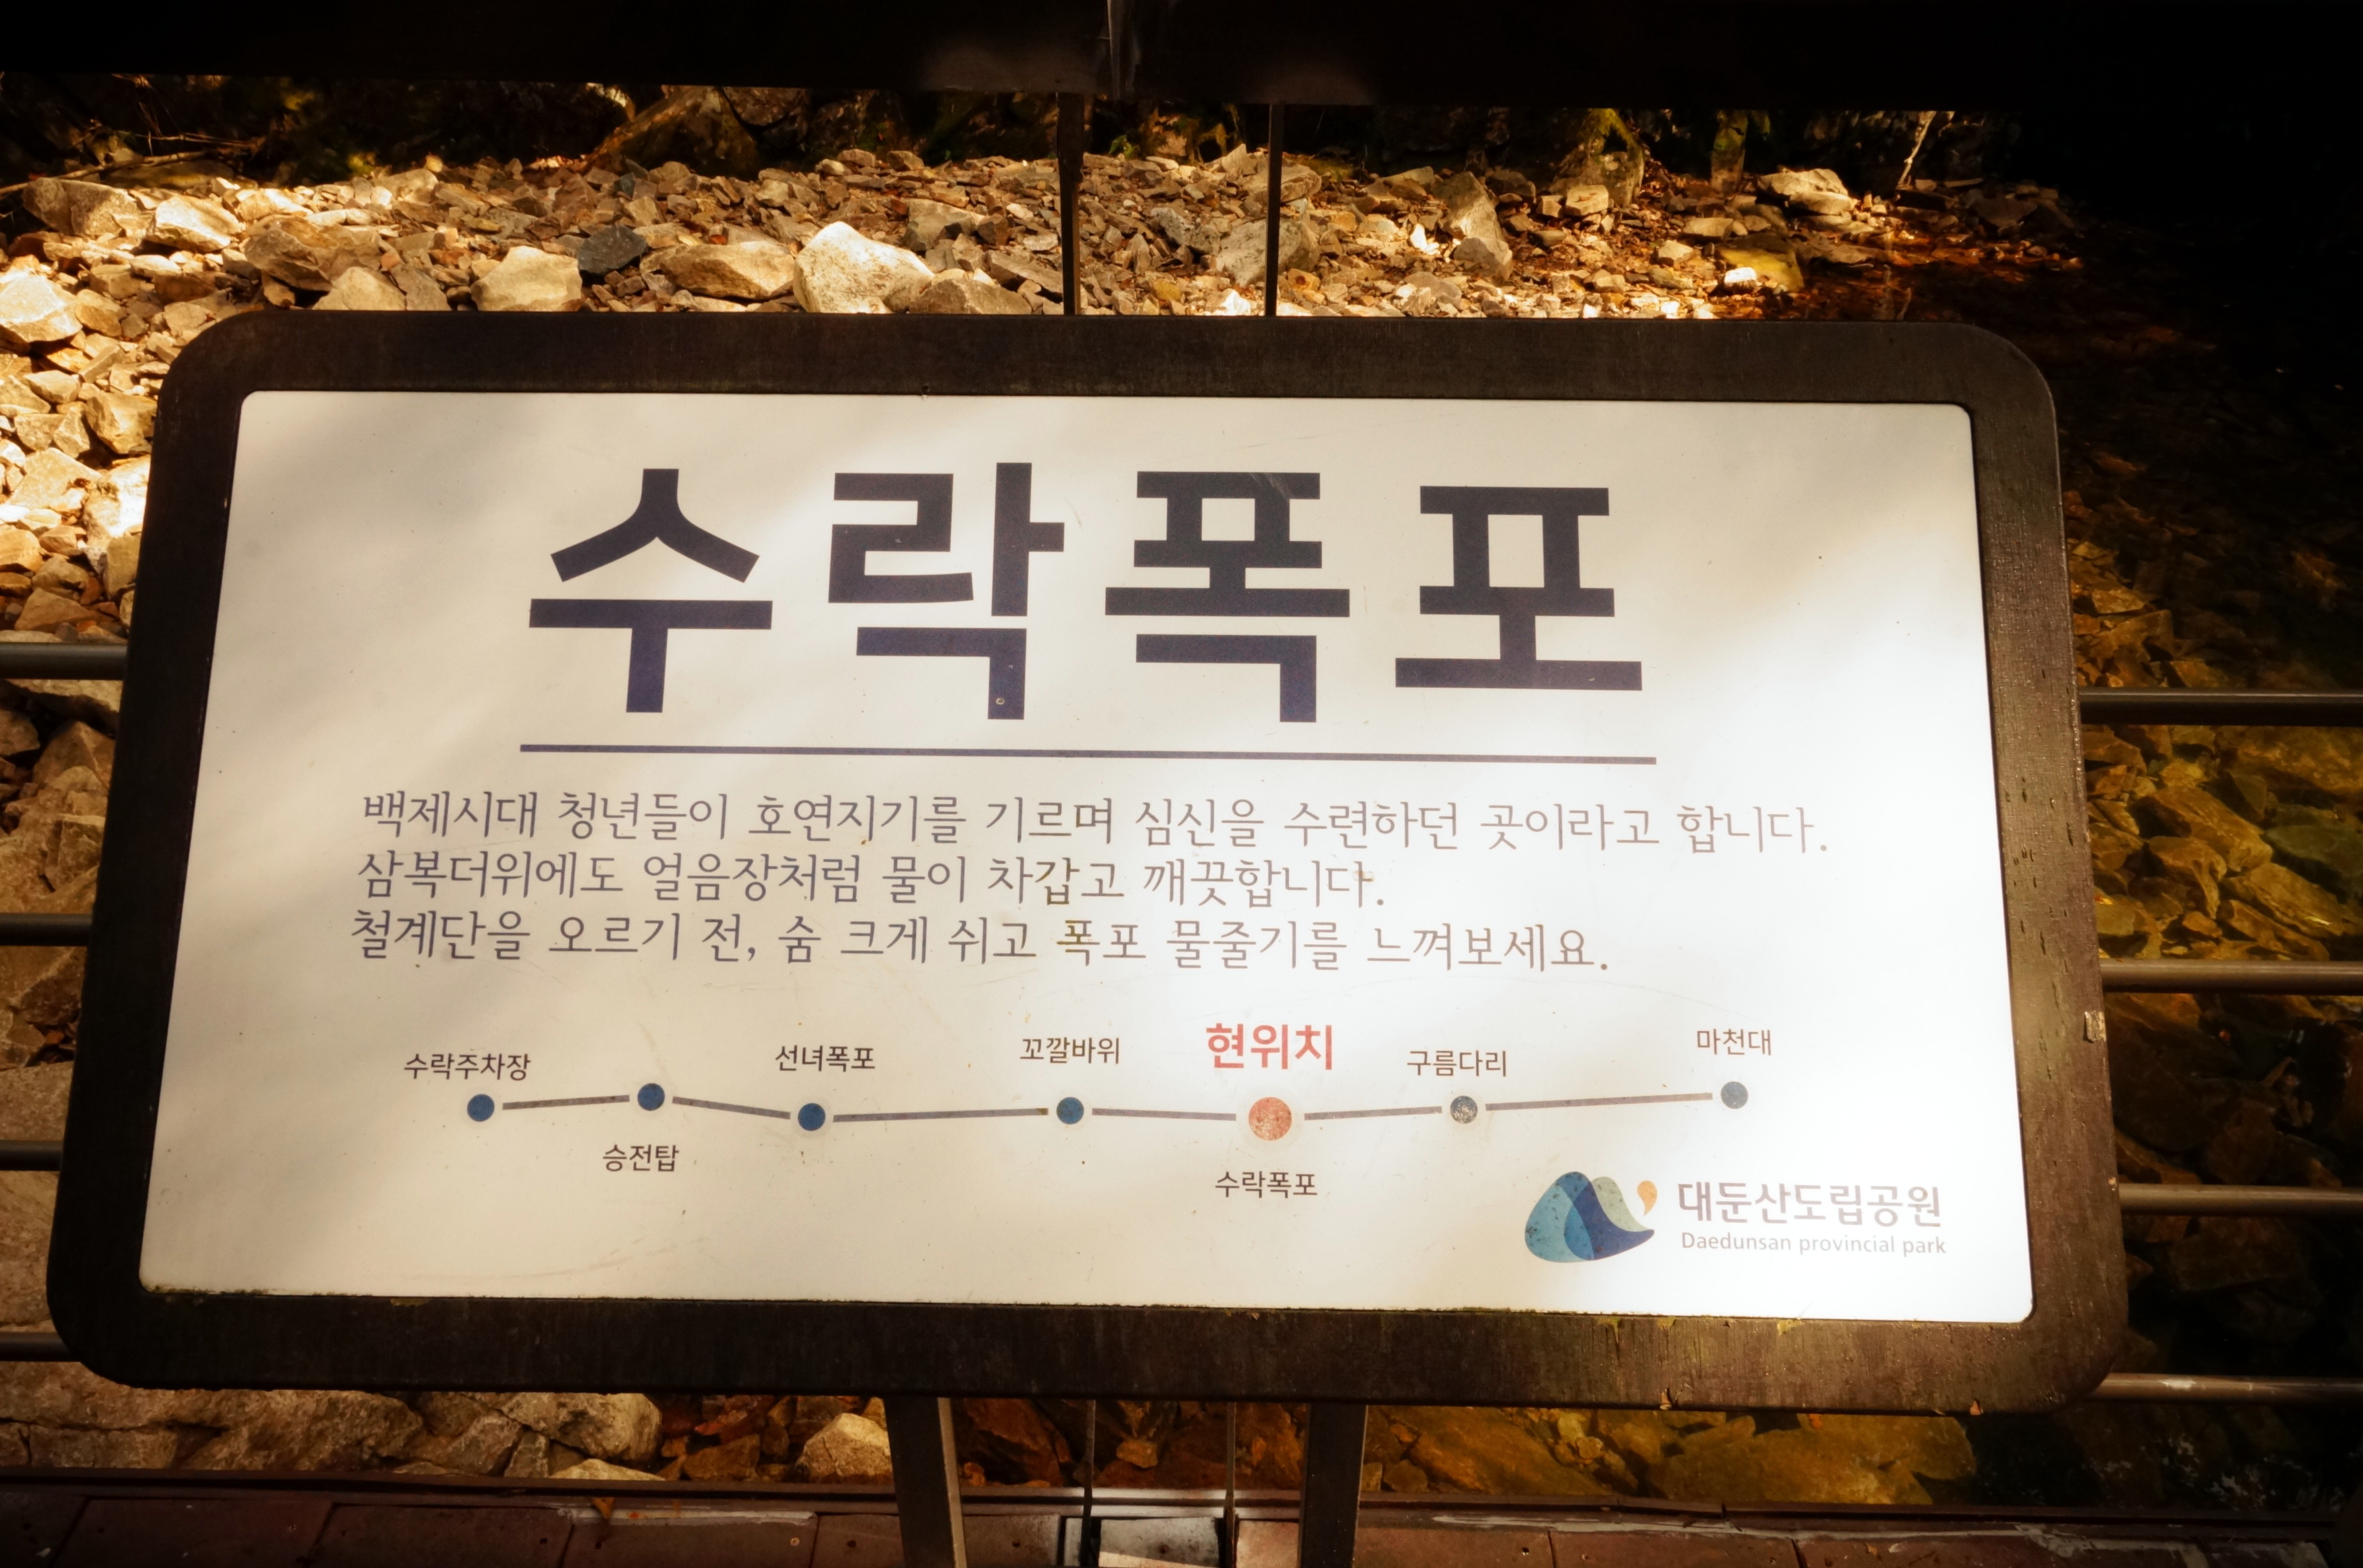 수락폭포
백제시대 청년들이 호연지기를 기르며 심신을 수련하던 곳이라고 합니다.
삼복더위에도 얼음장처럼 물이 차갑고 깨끗합니다.
철계단을 오르기 전, 숨 크게 쉬고 폭포 물줄기를 느껴보세요.
수락주차장
승전탑
선녀폭포
꼬깔바위
현위치
수락폭포
구름다리
마천대
대둔산도립공원
Daedunsan provincial park